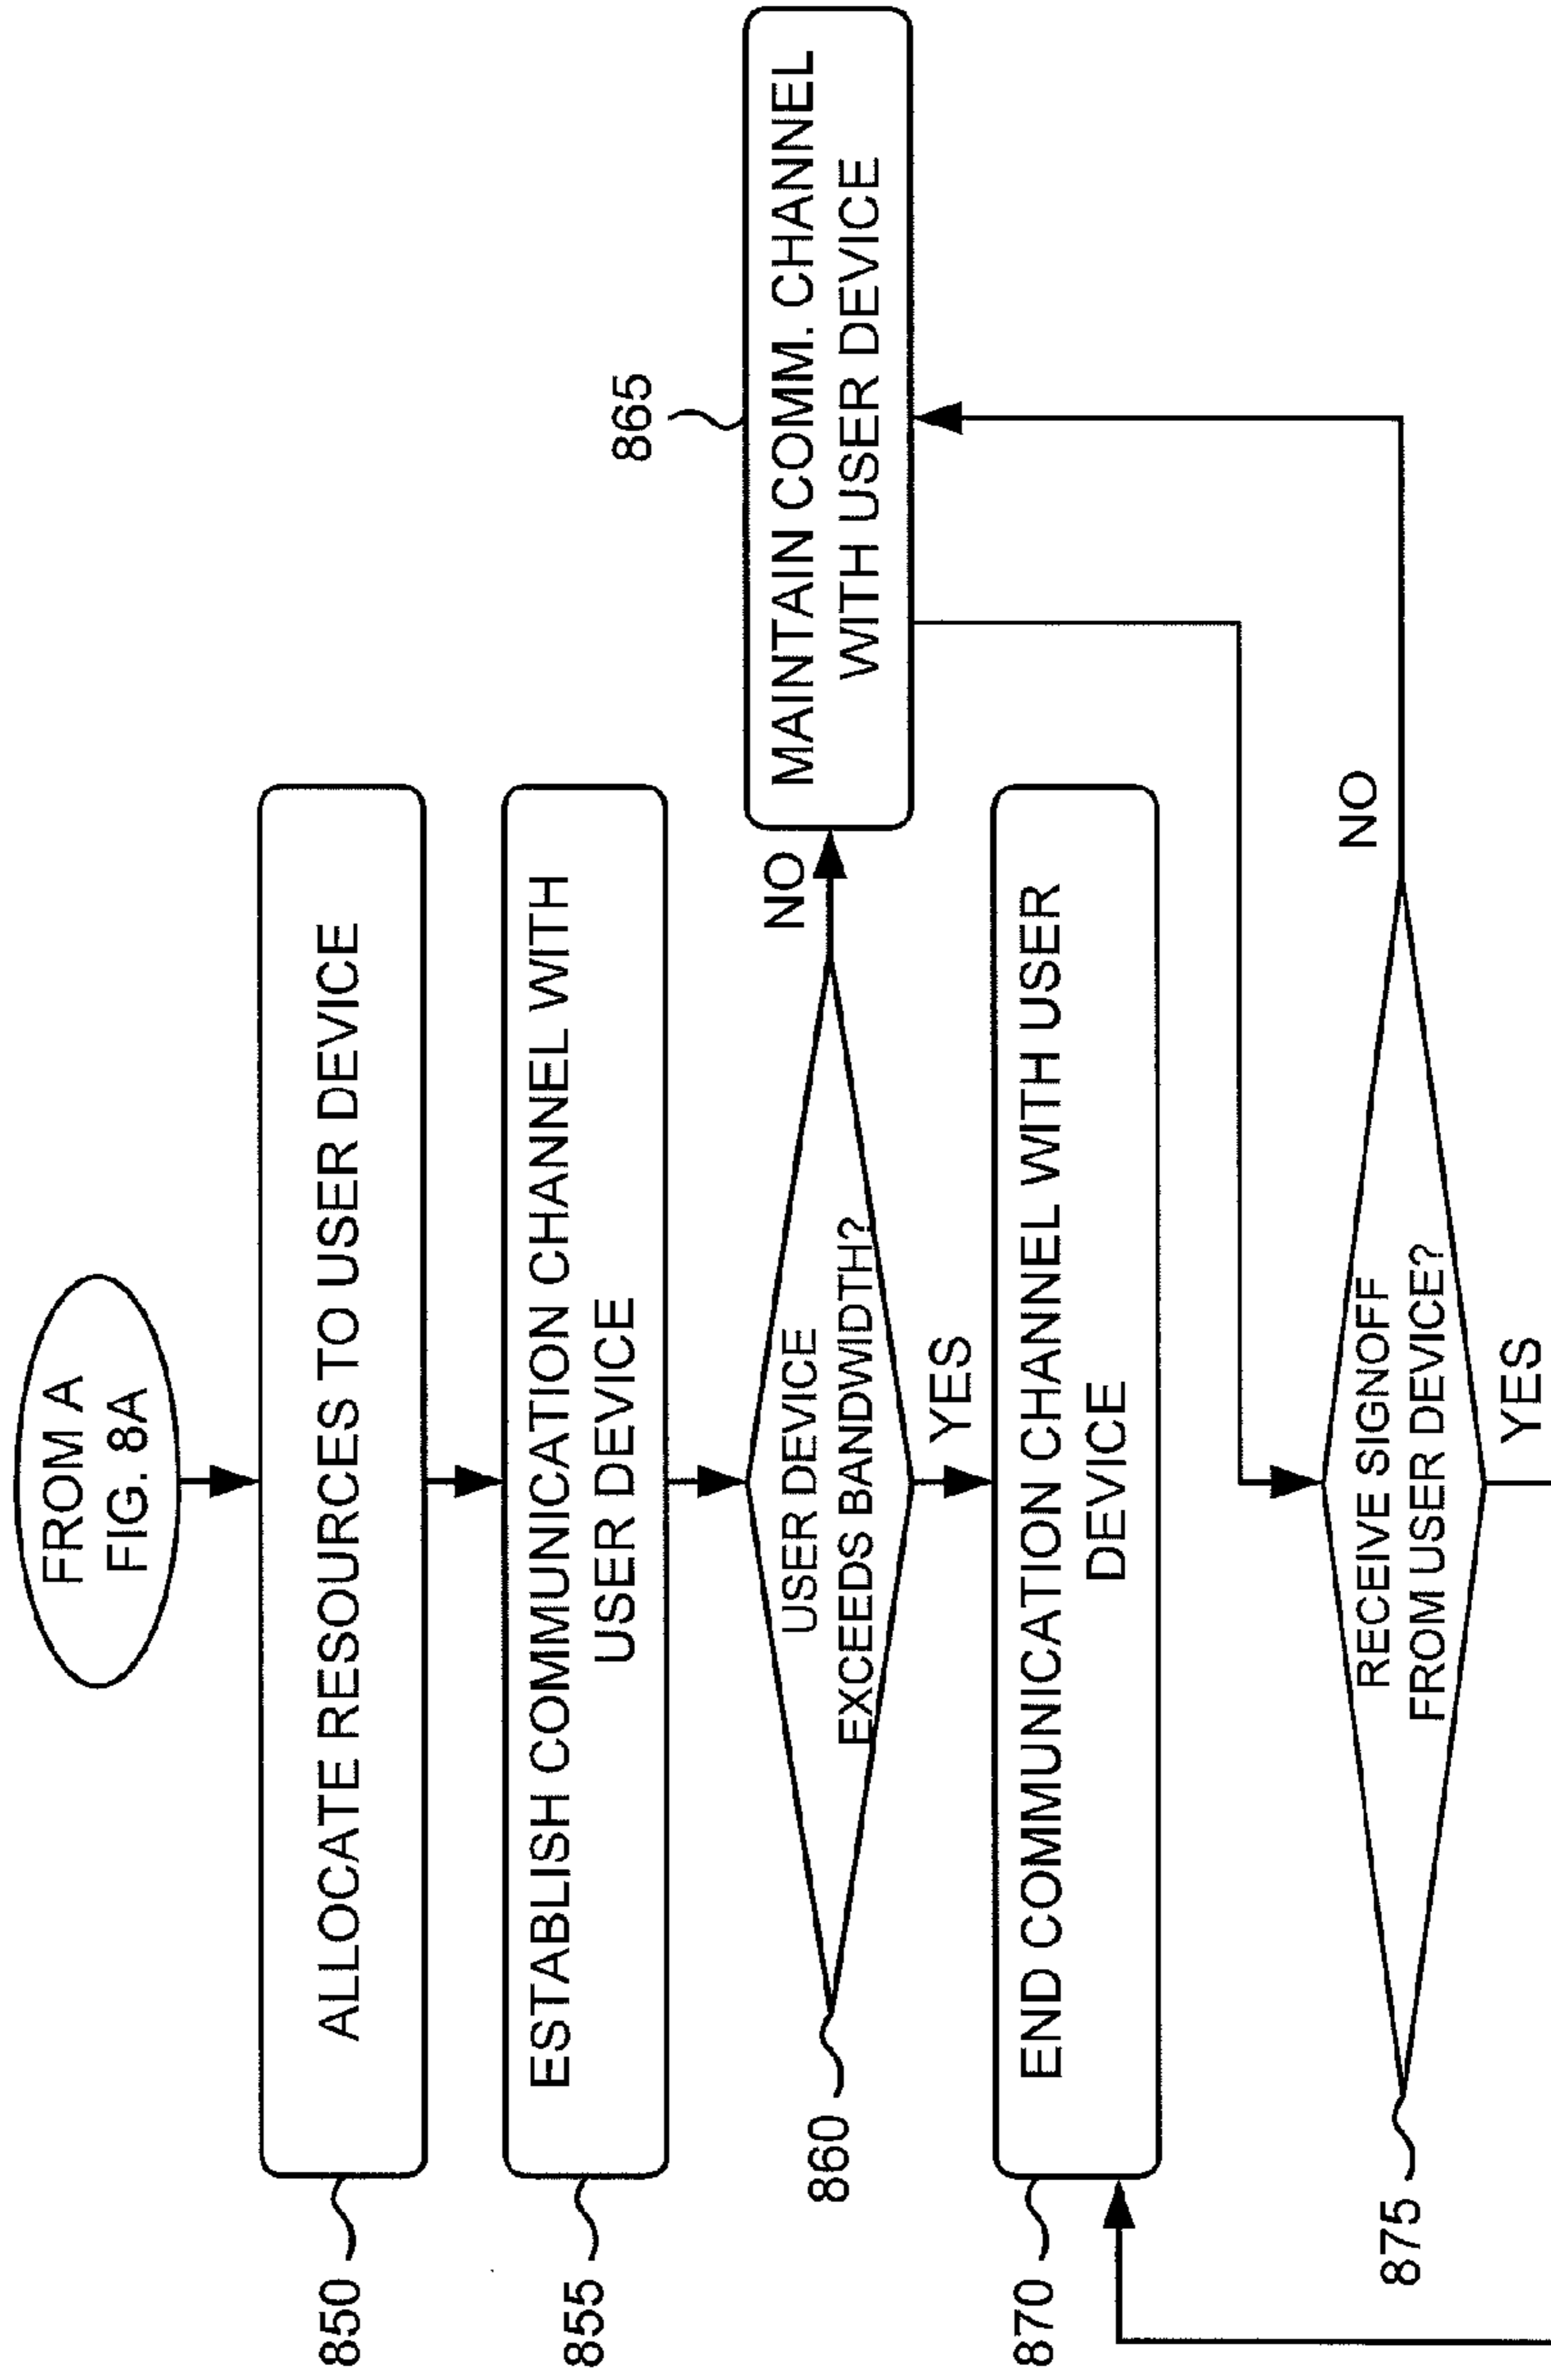 FROM A
FIG. 8A
850
ALLOCATE RESOURCES TO USER DEVICE
855
ESTABLISH COMMUNICATION CHANNEL WITH
USER DEVICE
860
USER DEVICE
EXCEEDS BANDWIDTH?
NO
865
MAINTAIN COMM. CHANNEL
WITH USER DEVICE
YES
870
END COMMUNICATION CHANNEL WITH USER
DEVICE
875
RECEIVE SIGNOFF
FROM USER DEVICE?
NO
YES